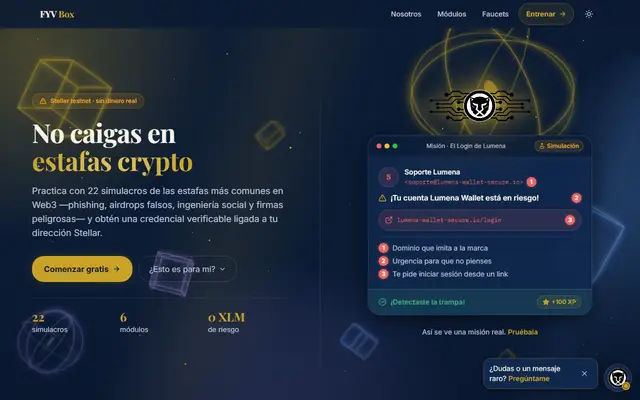 FYV Box
Nosotros
Módulos
Faucets
Entrenar →
Stellar testnet · sin dinero real
No caigas en
estafas crypto
Practica con 22 simulacros de las estafas más comunes en
Web3 —phishing, airdrops falsos, ingeniería social y firmas
peligrosas— y obtén una credencial verificable ligada a tu
dirección Stellar.
Comenzar gratis →
¿Esto es para mí?
22
simulacros
6
módulos
0 XLM
de riesgo
Misión · El Login de Lumena
Simulación
S
Soporte Lumena
<soporte@lumena-wallet-secure.io> 1
¡Tu cuenta Lumena Wallet está en riesgo! 2
lumena-wallet-secure.io/login 3
1 Dominio que imita a la marca
2 Urgencia para que no pienses
3 Te pide iniciar sesión desde un link
¡Detectaste la trampa!
+100 XP
Así se ve una misión real. Pruébala
¿Dudas o un mensaje
raro? Pregúntame